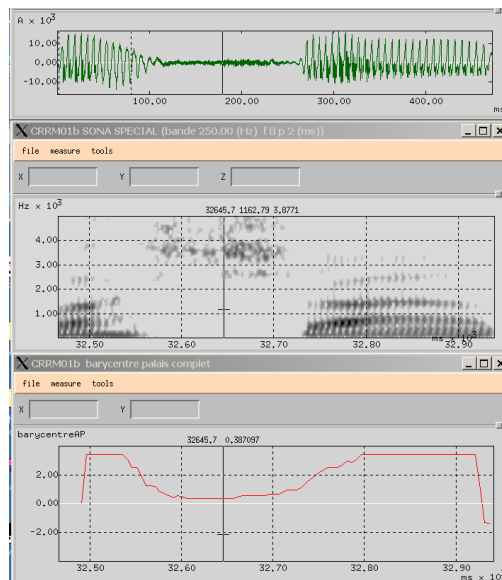 A × 10³
10.00
0.00
-10.00
100.00 200.00 300.00 400.00
ms
CRRM01b SONA SPECIAL (bande 250.00 (Hz) f 8 p 2 (ms))
file measure tools
X Y Z
Hz × 10³
32645.7 1162.79 3.8771
4.00
3.00
2.00
1.00
32.50 32.60 32.70 32.80 32.90
ms × 10³
CRRM01b barycentre palais complet
file measure tools
X Y
barycentreAP
32645.7 0.387097
2.00
0.00
-2.00
32.50 32.60 32.70 32.80 32.90
ms × 10³